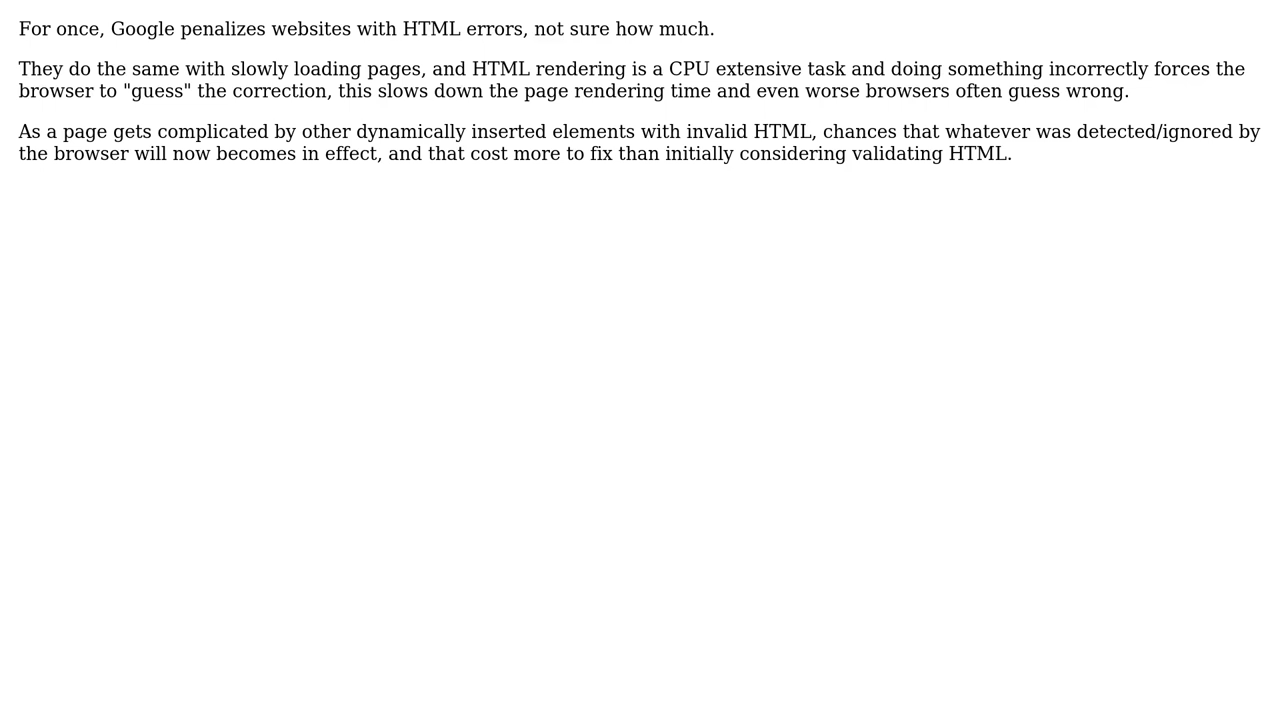 For once, Google penalizes websites with HTML errors, not sure how much.
They do the same with slowly loading pages, and HTML rendering is a CPU extensive task and doing something incorrectly forces the
browser to "guess" the correction, this slows down the page rendering time and even worse browsers often guess wrong.
As a page gets complicated by other dynamically inserted elements with invalid HTML, chances that whatever was detected/ignored by
the browser will now becomes in effect, and that cost more to fix than initially considering validating HTML.